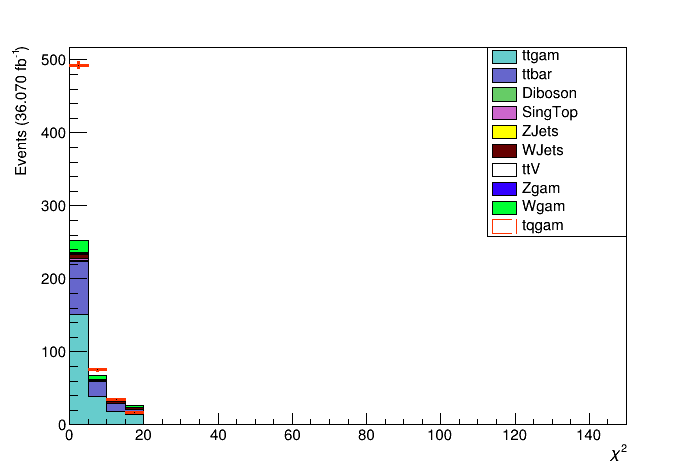 Events (36.070 fb⁻¹)
500
400
300
200
100
0
0 20 40 60 80 100 120 140
χ²
ttgam
ttbar
Diboson
SingTop
ZJets
WJets
ttV
Zgam
Wgam
tqgam